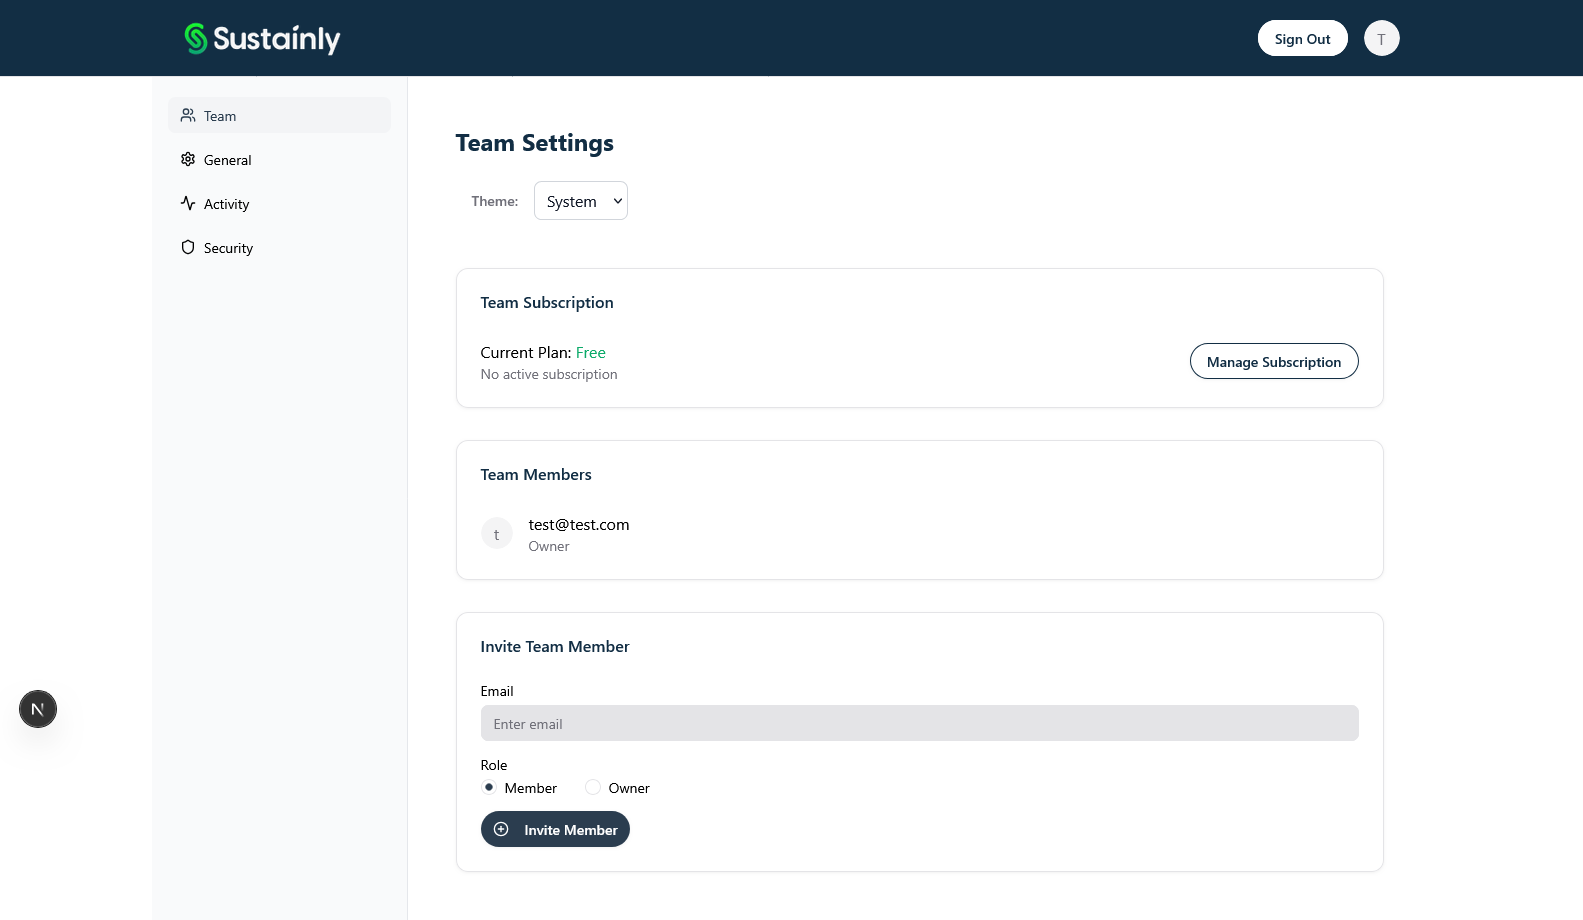 Sustainly
Sign Out
T
Team
General
Activity
Security
Team Settings
Theme:
System
Team Subscription
Current Plan: Free
No active subscription
Manage Subscription
Team Members
t
test@test.com
Owner
Invite Team Member
Email
Enter email
Role
Member
Owner
Invite Member
N